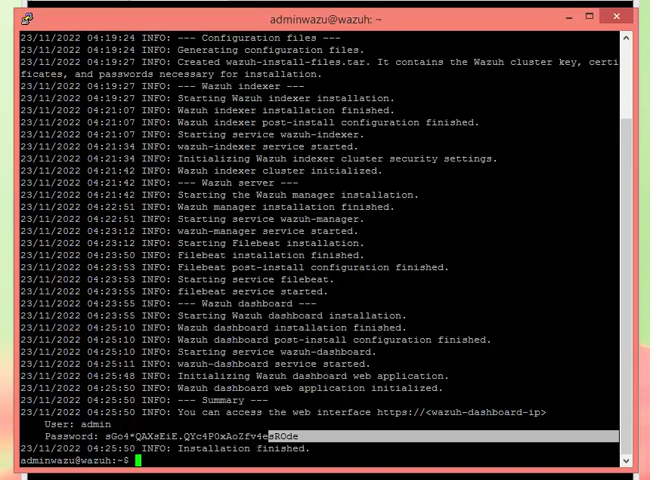 adminwazu@wazuh: ~
23/11/2022 04:19:24 INFO: --- Configuration files ---
23/11/2022 04:19:24 INFO: Generating configuration files.
23/11/2022 04:19:27 INFO: Created wazuh-install-files.tar. It contains the Wazuh cluster key, certi
ficates, and passwords necessary for installation.
23/11/2022 04:19:27 INFO: --- Wazuh indexer ---
23/11/2022 04:19:27 INFO: Starting Wazuh indexer installation.
23/11/2022 04:21:07 INFO: Wazuh indexer installation finished.
23/11/2022 04:21:07 INFO: Wazuh indexer post-install configuration finished.
23/11/2022 04:21:07 INFO: Starting service wazuh-indexer.
23/11/2022 04:21:34 INFO: wazuh-indexer service started.
23/11/2022 04:21:34 INFO: Initializing Wazuh indexer cluster security settings.
23/11/2022 04:21:42 INFO: Wazuh indexer cluster initialized.
23/11/2022 04:21:42 INFO: --- Wazuh server ---
23/11/2022 04:21:42 INFO: Starting the Wazuh manager installation.
23/11/2022 04:22:51 INFO: Wazuh manager installation finished.
23/11/2022 04:22:51 INFO: Starting service wazuh-manager.
23/11/2022 04:23:12 INFO: wazuh-manager service started.
23/11/2022 04:23:12 INFO: Starting Filebeat installation.
23/11/2022 04:23:50 INFO: Filebeat installation finished.
23/11/2022 04:23:53 INFO: Filebeat post-install configuration finished.
23/11/2022 04:23:53 INFO: Starting service filebeat.
23/11/2022 04:23:55 INFO: filebeat service started.
23/11/2022 04:23:55 INFO: --- Wazuh dashboard ---
23/11/2022 04:23:55 INFO: Starting Wazuh dashboard installation.
23/11/2022 04:25:10 INFO: Wazuh dashboard installation finished.
23/11/2022 04:25:10 INFO: Wazuh dashboard post-install configuration finished.
23/11/2022 04:25:10 INFO: Starting service wazuh-dashboard.
23/11/2022 04:25:11 INFO: wazuh-dashboard service started.
23/11/2022 04:25:48 INFO: Initializing Wazuh dashboard web application.
23/11/2022 04:25:50 INFO: Wazuh dashboard web application initialized.
23/11/2022 04:25:50 INFO: --- Summary ---
23/11/2022 04:25:50 INFO: You can access the web interface https://<wazuh-dashboard-ip>
User: admin
Password: sGo4*QAXsEiE.QYc4P0xAoZfv4esROde
23/11/2022 04:25:50 INFO: Installation finished.
adminwazu@wazuh:~$